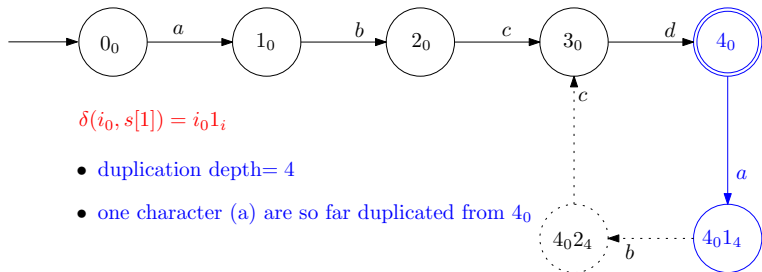 a b c d
0₀ 1₀ 2₀ 3₀ 4₀
c
δ(i₀, s[1]) = i₀1ᵢ
• duplication depth= 4
a
• one character (a) are so far duplicated from 4₀
4₀2₄ b 4₀1₄